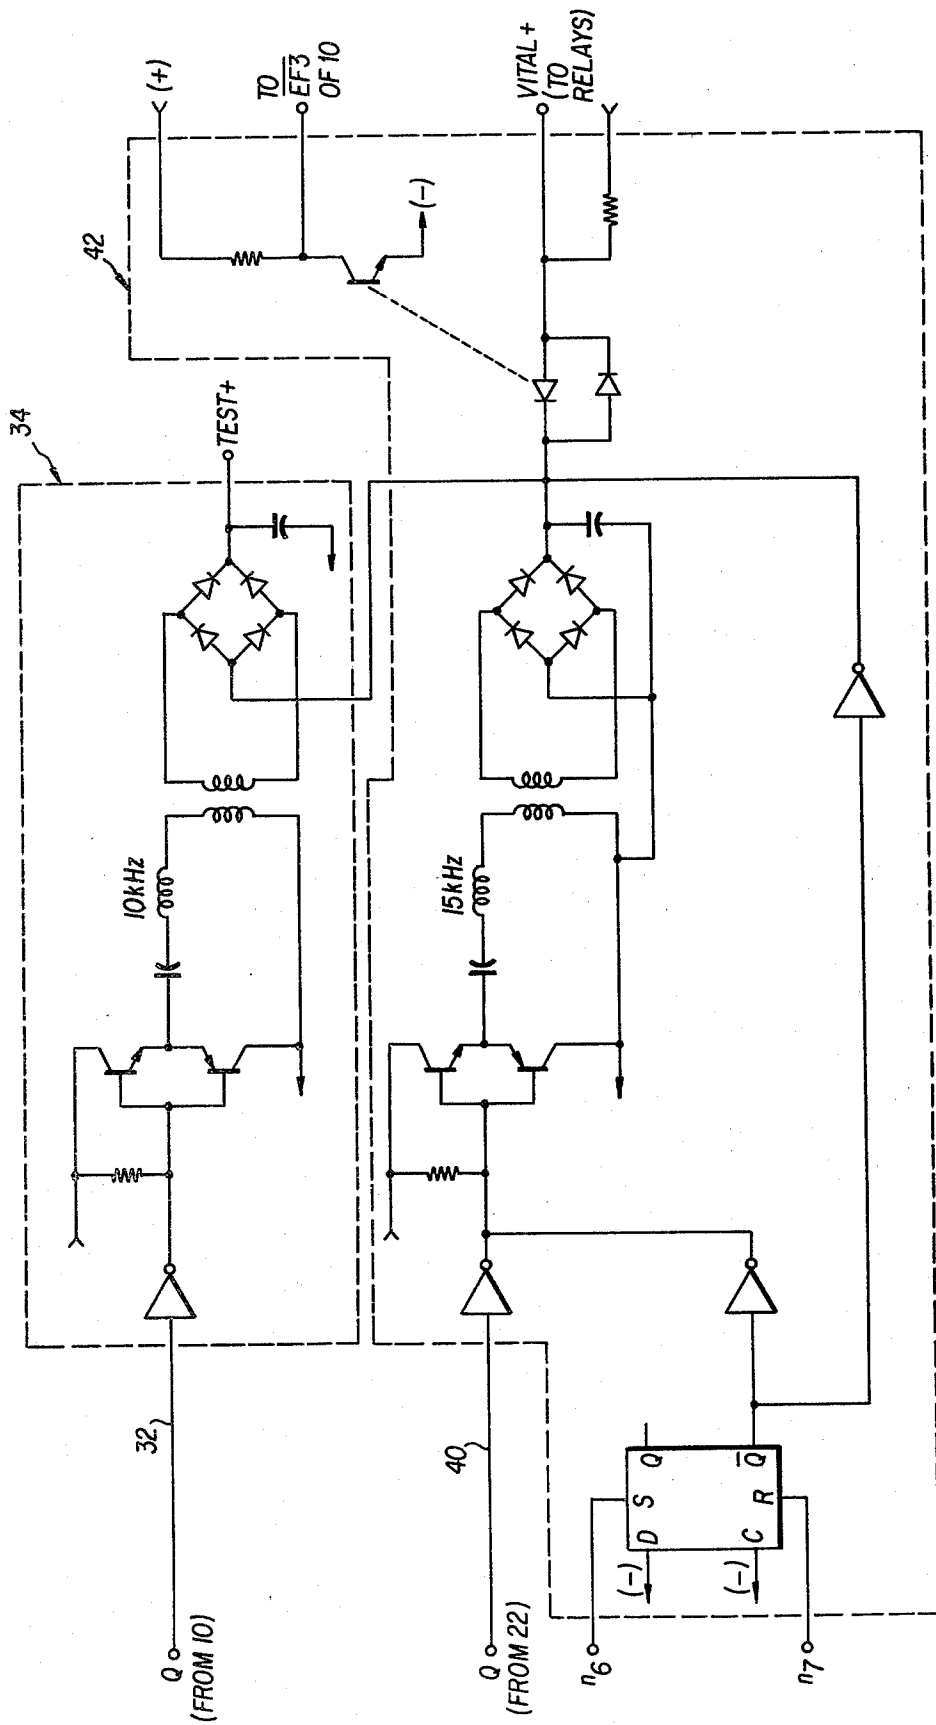 34
42
(+)
TO
EF3
OF 10
(-)
TEST+
VITAL+
(TO
RELAYS)
10kHz
15kHz
32
40
Q
(FROM 10)
Q
(FROM 22)
n6
n7
(-)
(-)
D
S
Q
C
R
Q̅